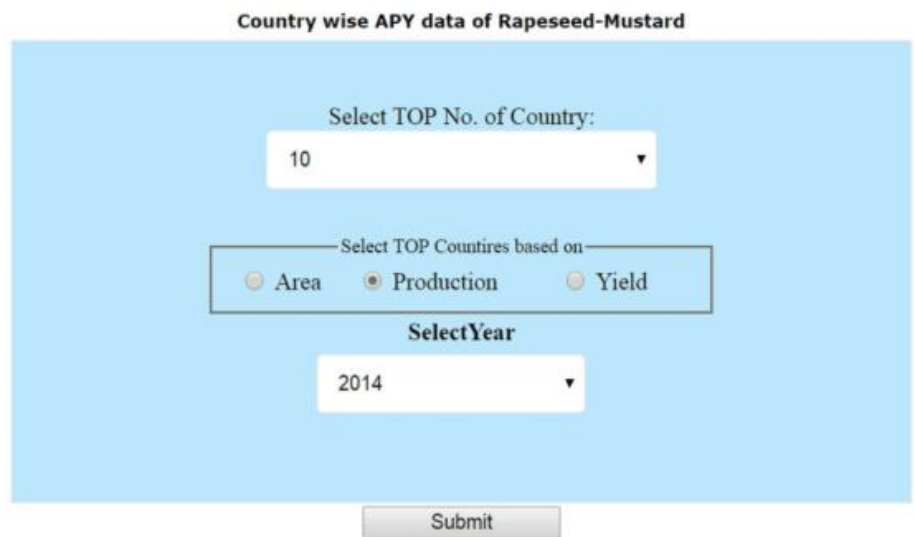 Country wise APY data of Rapeseed-Mustard
Select TOP No. of Country:
10
Select TOP Countires based on
Area Production Yield
SelectYear
2014
Submit